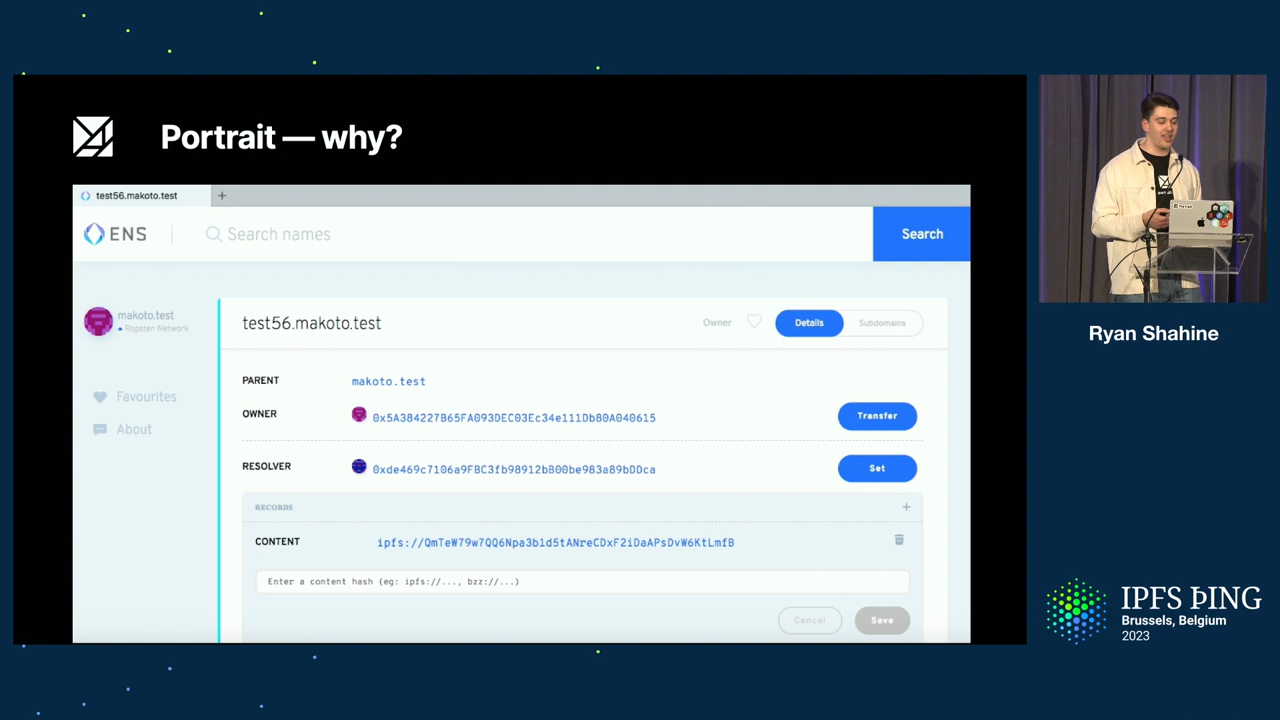 Portrait — why?
test56.makoto.test
+
ENS
Search names
Search
makoto.test
Ropsten Network
Favourites
About
test56.makoto.test
Owner
Details
Subdomains
PARENT
makoto.test
OWNER
0x5A384227B65FA093DEC03Ec34e111Db80A040615
Transfer
RESOLVER
0xde469c7106a9FBC3fb98912bB00be983a89bDDca
Set
RECORDS
+
CONTENT
ipfs://QmTeW79w7QQ6Npa3b1d5tANreCDxF2iDaAPsDvW6KtLmfB
Enter a content hash (eg: ipfs://..., bzz://...)
Cancel
Save
Ryan Shahine
IPFS ÞING
Brussels, Belgium
2023